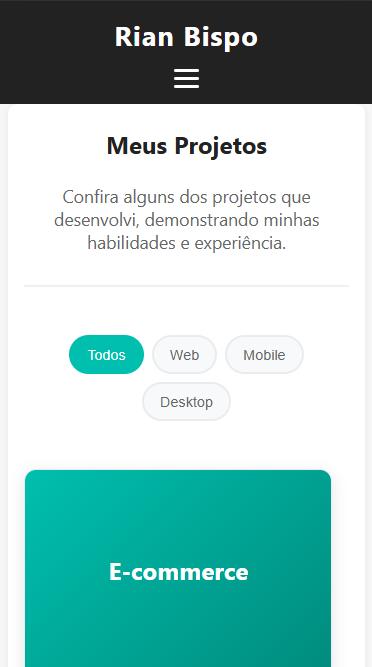 Rian Bispo
Meus Projetos
Confira alguns dos projetos que
desenvolvi, demonstrando minhas
habilidades e experiência.
Todos
Web
Mobile
Desktop
E-commerce